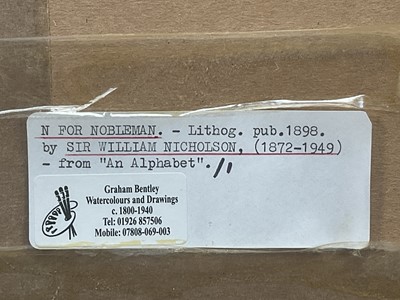 N FOR NOBLEMAN. - Lithog. pub.1898.
by SIR WILLIAM NICHOLSON, (1872-1949)
- from "An Alphabet"./1
Graham Bentley
Watercolours and Drawings
c. 1800-1940
Tel: 01926 857506
Mobile: 07808-069-003